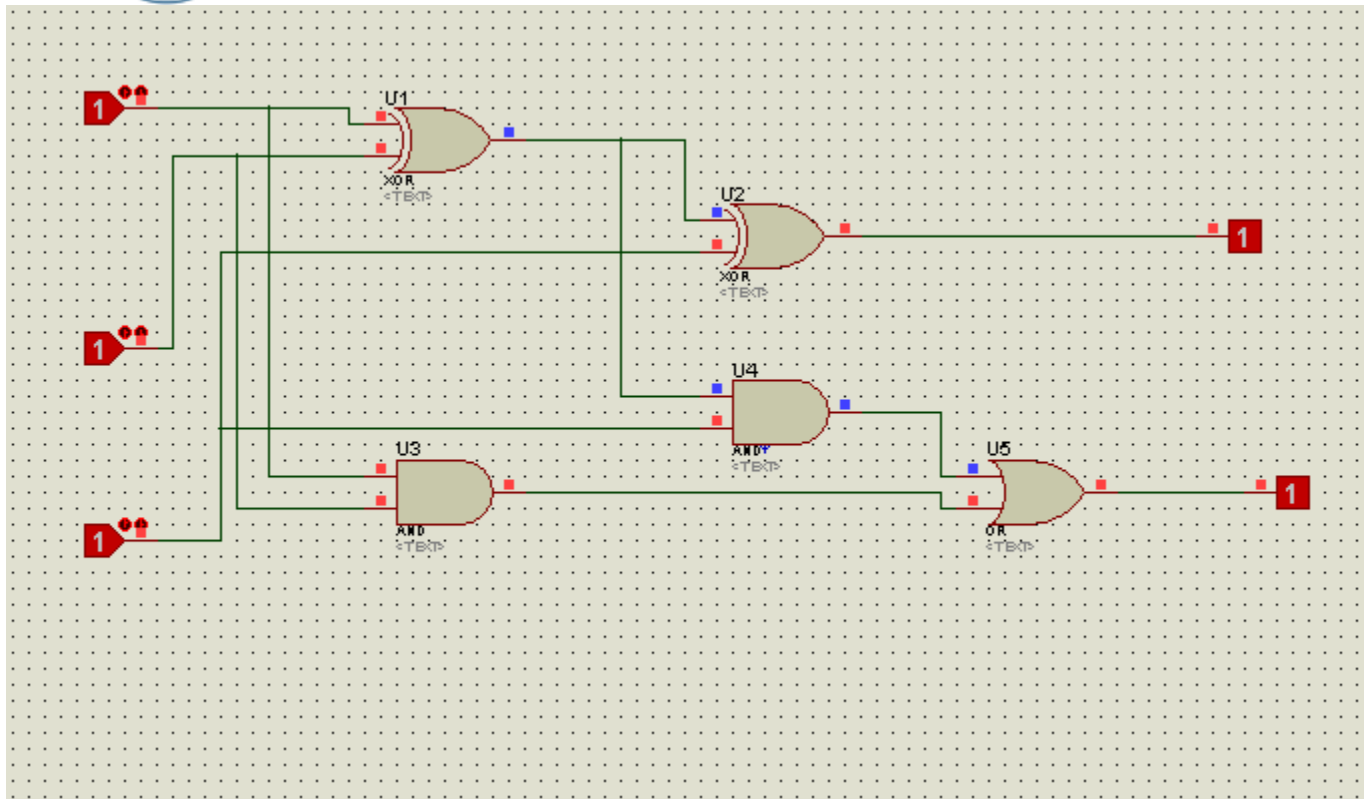 1
U1
XOR
<TEXT>
U2
1
XOR
<TEXT>
1
U4
AND
<TEXT>
U3
U5
1
AND
<TEXT>
OR
<TEXT>
1